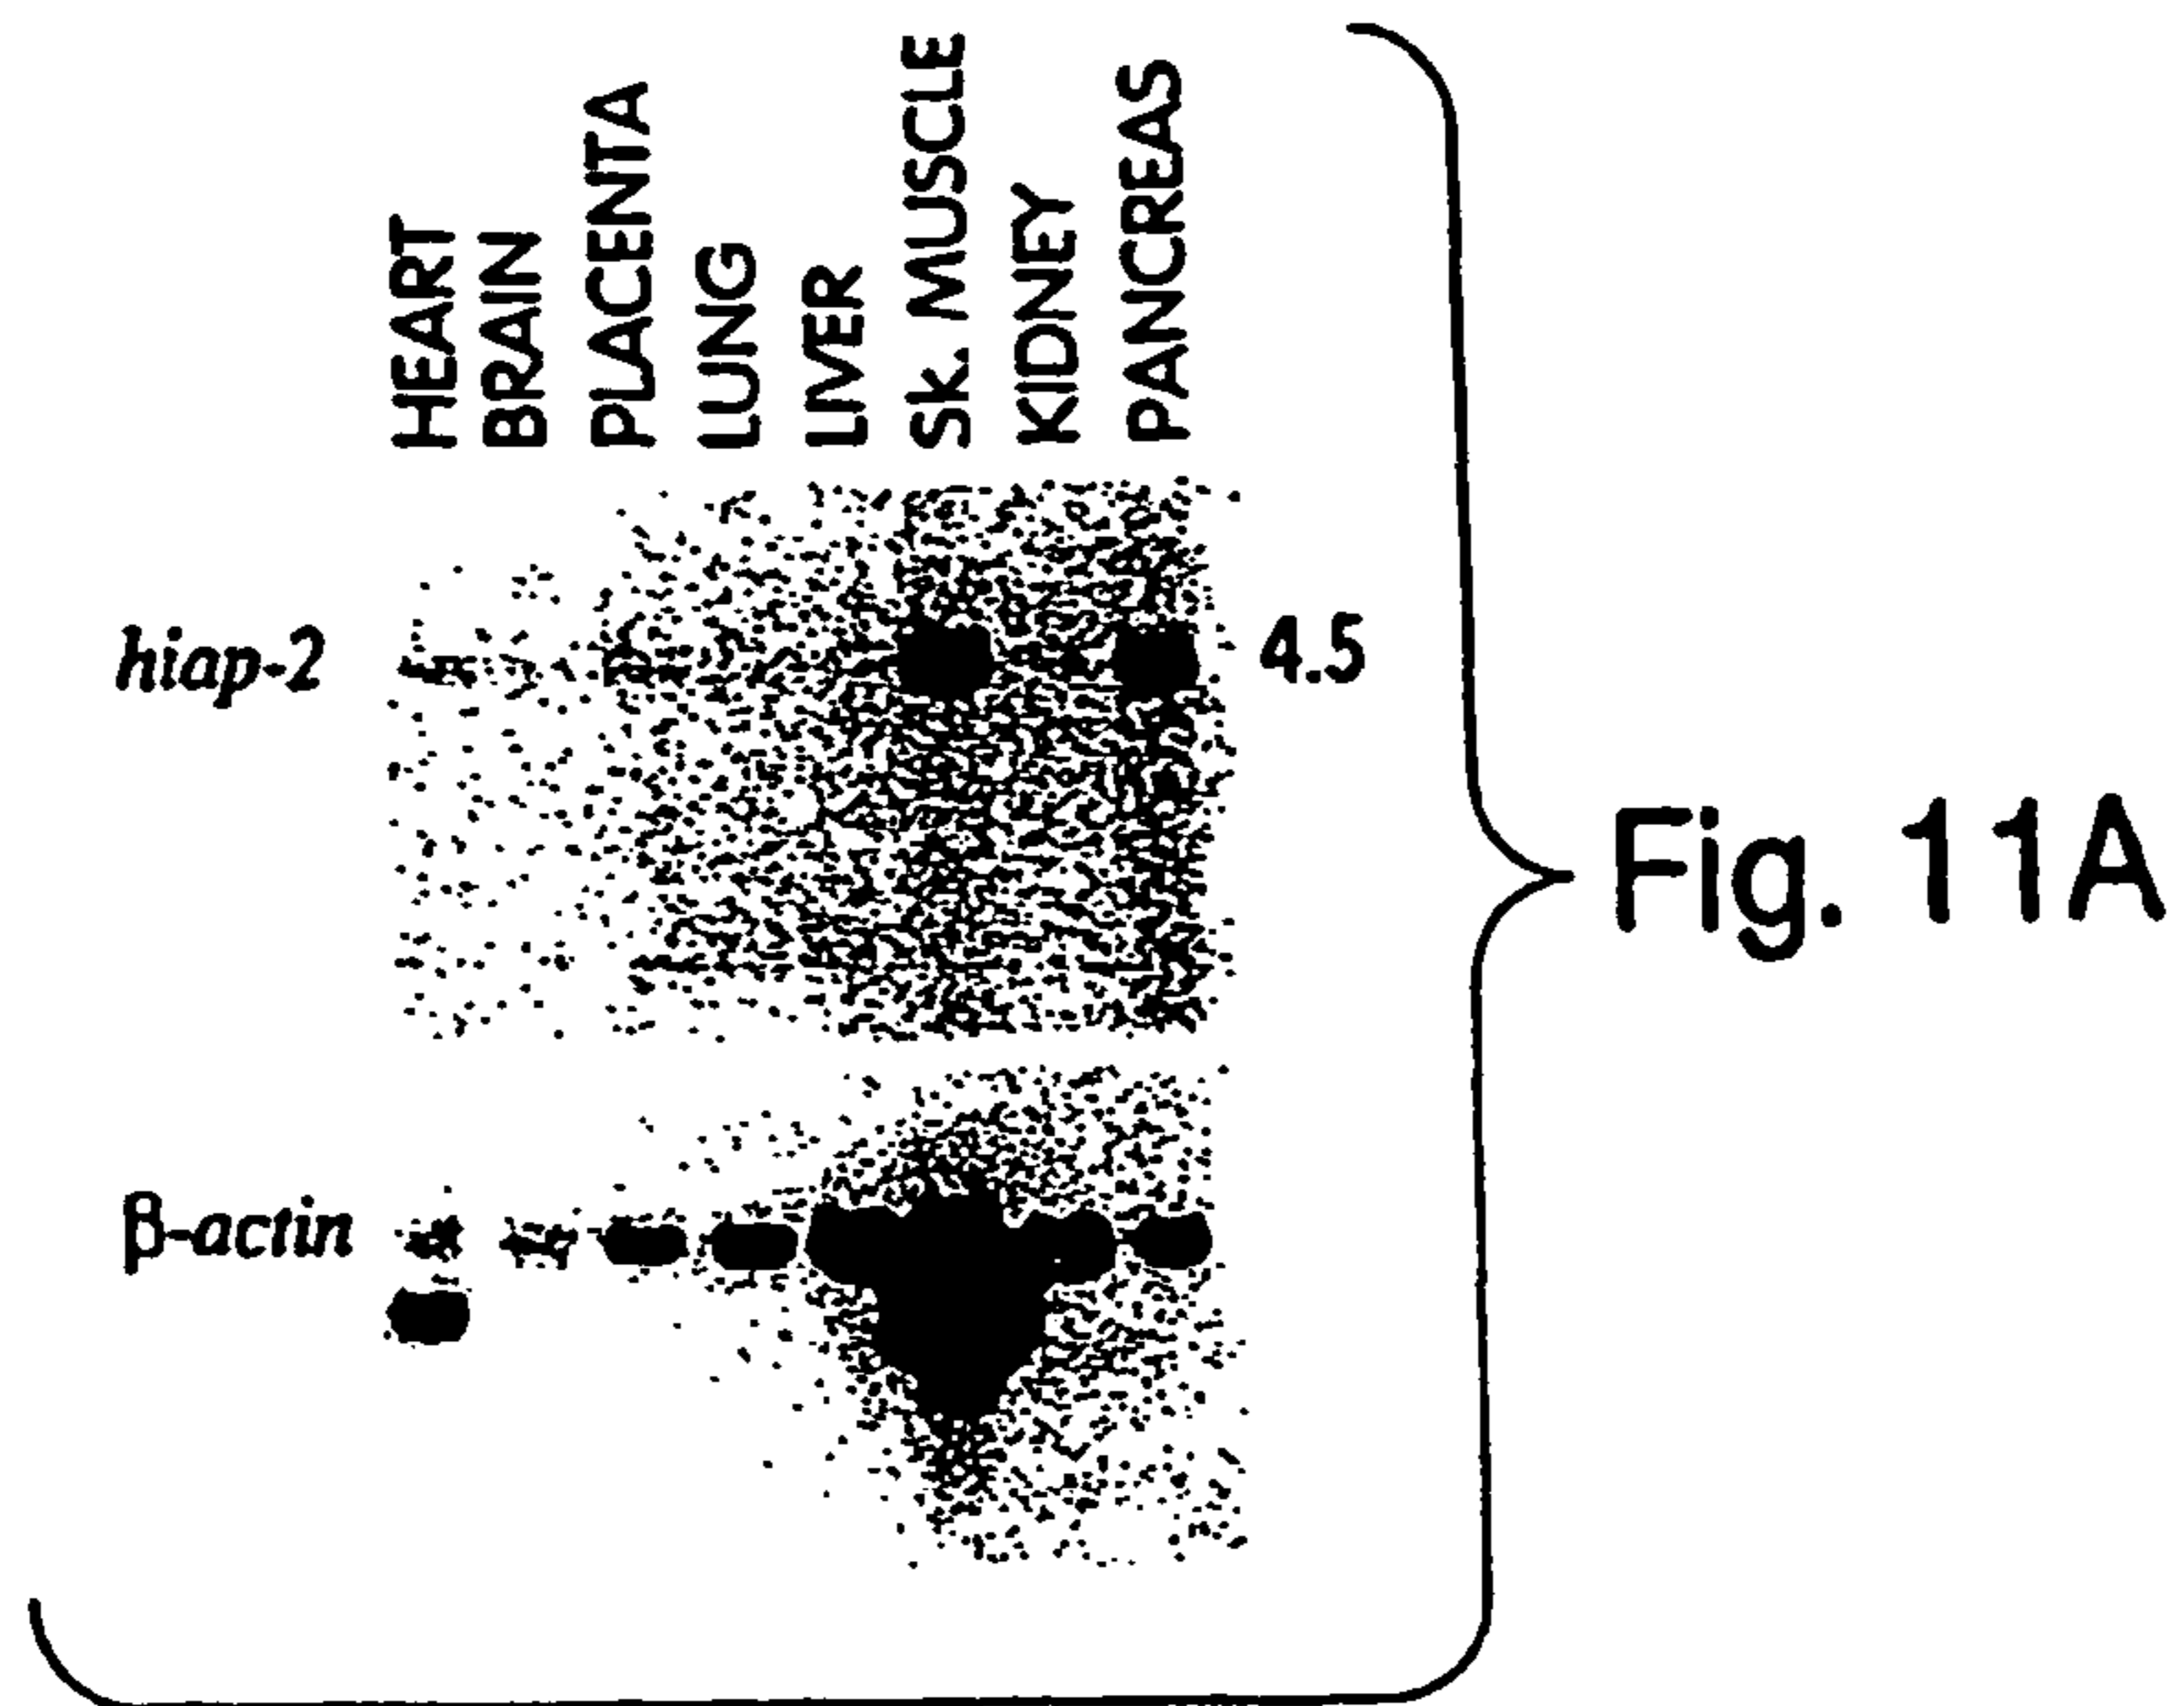 HEART
BRAIN
PLACENTA
LUNG
LIVER
Sk. MUSCLE
KIDNEY
PANCREAS
hiap-2
4.5
β-actin
Fig. 11A